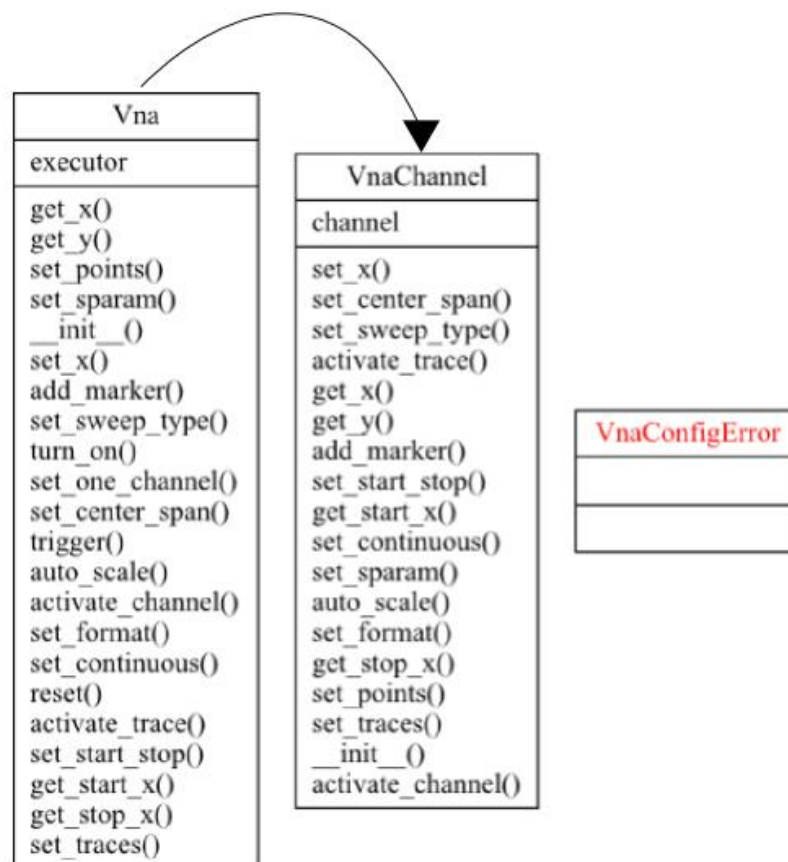 Vna
executor
get_x()
get_y()
set_points()
set_sparam()
__init__()
set_x()
add_marker()
set_sweep_type()
turn_on()
set_one_channel()
set_center_span()
trigger()
auto_scale()
activate_channel()
set_format()
set_continuous()
reset()
activate_trace()
set_start_stop()
get_start_x()
get_stop_x()
set_traces()
VnaChannel
channel
set_x()
set_center_span()
set_sweep_type()
activate_trace()
get_x()
get_y()
add_marker()
set_start_stop()
get_start_x()
set_continuous()
set_sparam()
auto_scale()
set_format()
get_stop_x()
set_points()
set_traces()
__init__()
activate_channel()
VnaConfigError